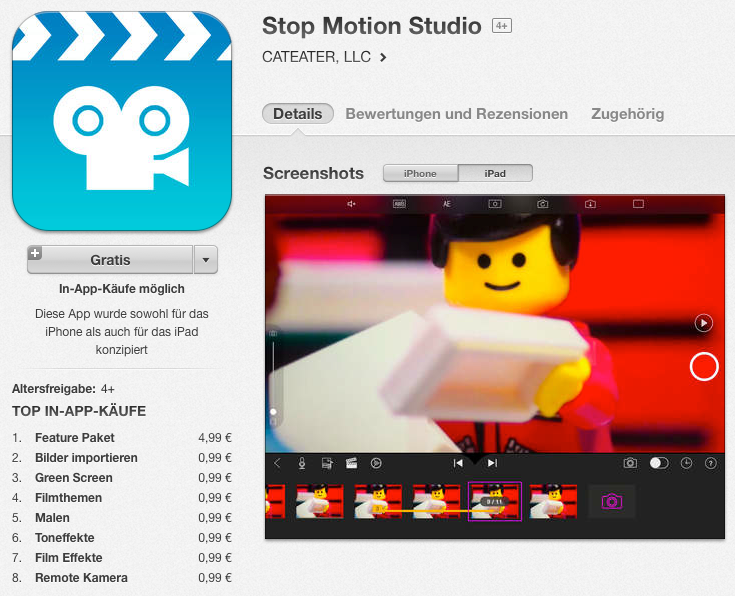 Stop Motion Studio 4+
CATEATER, LLC
Details Bewertungen und Rezensionen Zugehörig
Screenshots iPhone iPad
Gratis
In-App-Käufe möglich
Diese App wurde sowohl für das
iPhone als auch für das iPad
konzipiert
Altersfreigabe: 4+
TOP IN-APP-KÄUFE
1. Feature Paket 4,99 €
2. Bilder importieren 0,99 €
3. Green Screen 0,99 €
4. Filmthemen 0,99 €
5. Malen 0,99 €
6. Toneffekte 0,99 €
7. Film Effekte 0,99 €
8. Remote Kamera 0,99 €
AE
?